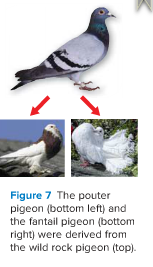 Figure 7 The pouter
pigeon (bottom left) and
the fantail pigeon (bottom
right) were derived from
the wild rock pigeon (top).